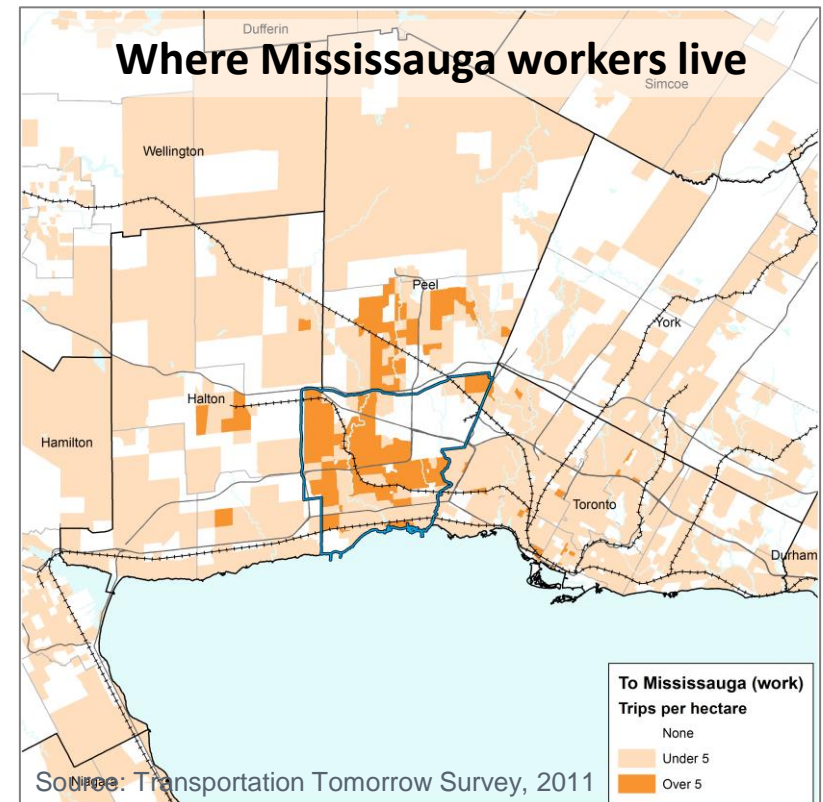 Dufferin
Where Mississauga workers live
Simcoe
Wellington
Peel
York
Halton
Hamilton
Toronto
Durham
To Mississauga (work)
Trips per hectare
None
Under 5
Over 5
Niagara
Source: Transportation Tomorrow Survey, 2011